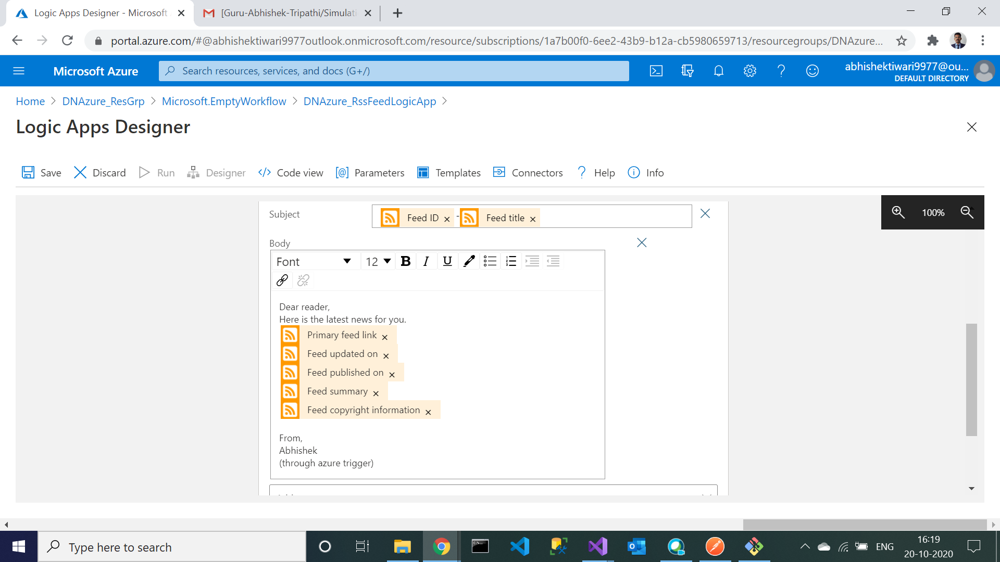 Logic Apps Designer - Microsoft
[Guru-Abhishek-Tripathi/Simulati
portal.azure.com/#@abhishektiwari9977outlook.onmicrosoft.com/resource/subscriptions/1a7b00f0-6ee2-43b9-b12a-cb5980659713/resourcegroups/DNAzure...
Microsoft Azure
Search resources, services, and docs (G+/)
abhishektiwari9977@ou...
DEFAULT DIRECTORY
Home > DNAzure_ResGrp > Microsoft.EmptyWorkflow > DNAzure_RssFeedLogicApp >
Logic Apps Designer
Save Discard Run Designer Code view Parameters Templates Connectors Help Info
100%
Subject
Feed ID × - Feed title ×
Body
Font 12 B I U
Dear reader,
Here is the latest news for you.
Primary feed link ×
Feed updated on ×
Feed published on ×
Feed summary ×
Feed copyright information ×
From,
Abhishek
(through azure trigger)
Type here to search
ENG
16:19
20-10-2020